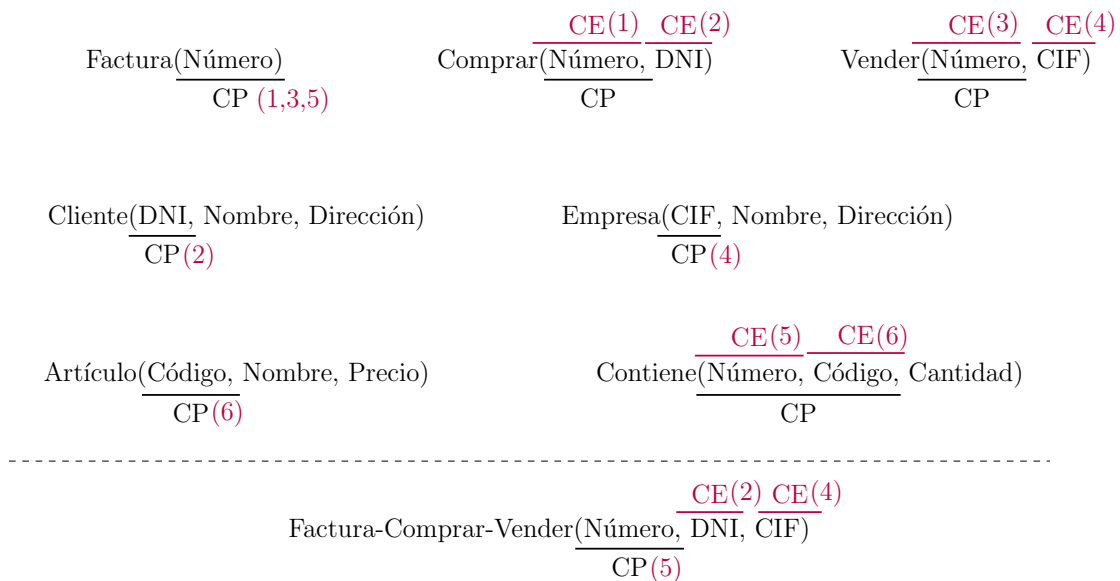 CE(1) CE(2) CE(3) CE(4)
Factura(Número) Comprar(Número, DNI) Vender(Número, CIF)
CP (1,3,5) CP CP
Cliente(DNI, Nombre, Dirección) Empresa(CIF, Nombre, Dirección)
CP(2) CP(4)
CE(5) CE(6)
Artículo(Código, Nombre, Precio) Contiene(Número, Código, Cantidad)
CP(6) CP
CE(2) CE(4)
Factura-Comprar-Vender(Número, DNI, CIF)
CP(5)